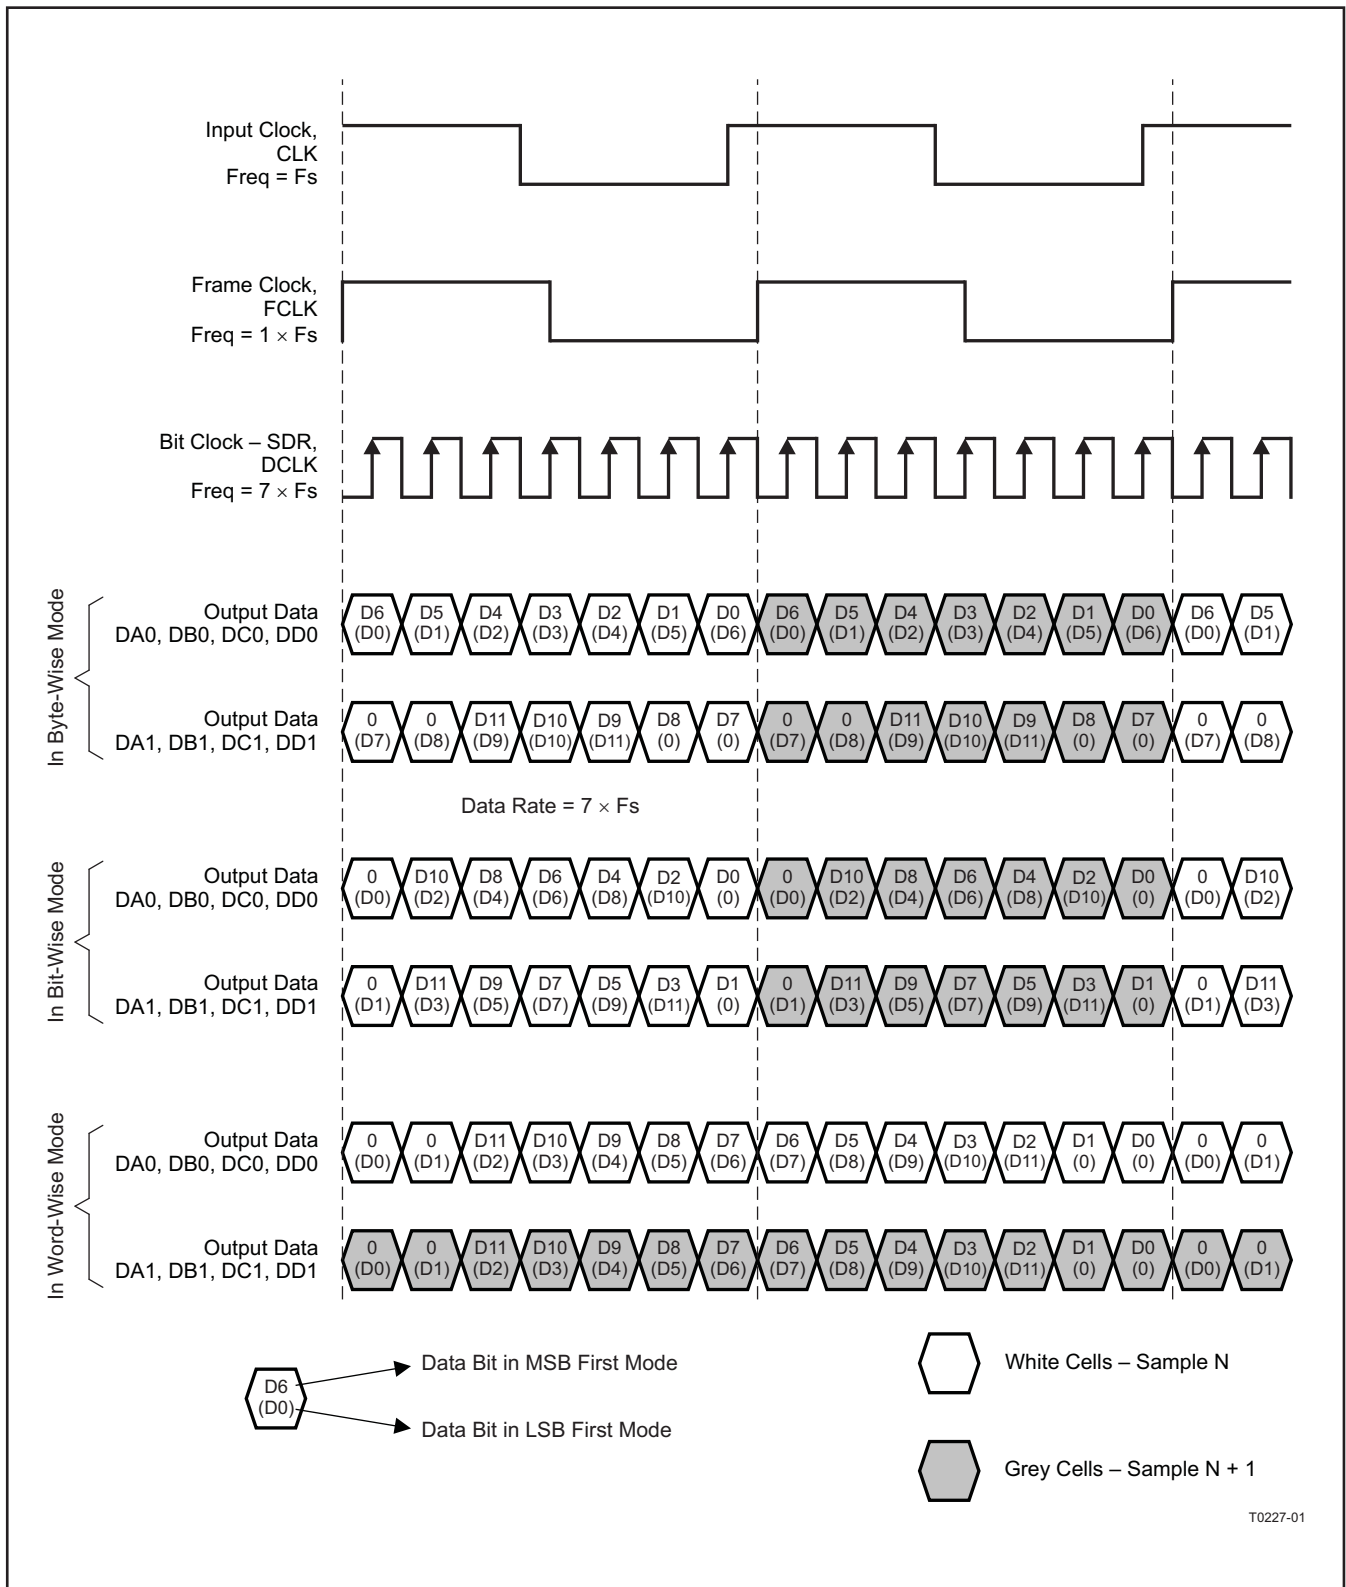 Input Clock,
CLK
Freq = Fs
Frame Clock,
FCLK
Freq = 1 × Fs
Bit Clock – SDR,
DCLK
Freq = 7 × Fs
In Byte-Wise Mode
Output Data
DA0, DB0, DC0, DD0
D6 D5 D4 D3 D2 D1 D0 D6 D5 D4 D3 D2 D1 D0 D6 D5
(D0) (D1) (D2) (D3) (D4) (D5) (D6) (D0) (D1) (D2) (D3) (D4) (D5) (D6) (D0) (D1)
Output Data
DA1, DB1, DC1, DD1
0 0 D11 D10 D9 D8 D7 0 0 D11 D10 D9 D8 D7 0 0
(D7) (D8) (D9) (D10) (D11) (0) (0) (D7) (D8) (D9) (D10) (D11) (0) (0) (D7) (D8)
Data Rate = 7 × Fs
In Bit-Wise Mode
Output Data
DA0, DB0, DC0, DD0
0 D10 D8 D6 D4 D2 D0 0 D10 D8 D6 D4 D2 D0 0 D10
(D0) (D2) (D4) (D6) (D8) (D10) (0) (D0) (D2) (D4) (D6) (D8) (D10) (0) (D0) (D2)
Output Data
DA1, DB1, DC1, DD1
0 D11 D9 D7 D5 D3 D1 0 D11 D9 D7 D5 D3 D1 0 D11
(D1) (D3) (D5) (D7) (D9) (D11) (0) (D1) (D3) (D5) (D7) (D9) (D11) (0) (D1) (D3)
In Word-Wise Mode
Output Data
DA0, DB0, DC0, DD0
0 0 D11 D10 D9 D8 D7 D6 D5 D4 D3 D2 D1 D0 0 0
(D0) (D1) (D2) (D3) (D4) (D5) (D6) (D7) (D8) (D9) (D10) (D11) (0) (0) (D0) (D1)
Output Data
DA1, DB1, DC1, DD1
0 0 D11 D10 D9 D8 D7 D6 D5 D4 D3 D2 D1 D0 0 0
(D0) (D1) (D2) (D3) (D4) (D5) (D6) (D7) (D8) (D9) (D10) (D11) (0) (0) (D0) (D1)
D6
(D0)
Data Bit in MSB First Mode
Data Bit in LSB First Mode
White Cells – Sample N
Grey Cells – Sample N + 1
T0227-01